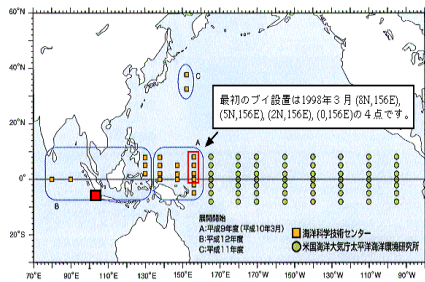 60°N
40°N
20°N
0°
20°S
C
最初のブイ設置は1998年3月 (8N,156E),
(5N,156E), (2N,156E), (0,156E)の4点です。
A
B
展開開始
A:平成9年度(平成10年3月)
B:平成12年度
C:平成11年度
海洋科学技術センター
米国海洋大気庁太平洋海洋環境研究所
70°E 90°E 110°E 130°E 150°E 170°E 170°W 150°W 130°W 110°W 90°W